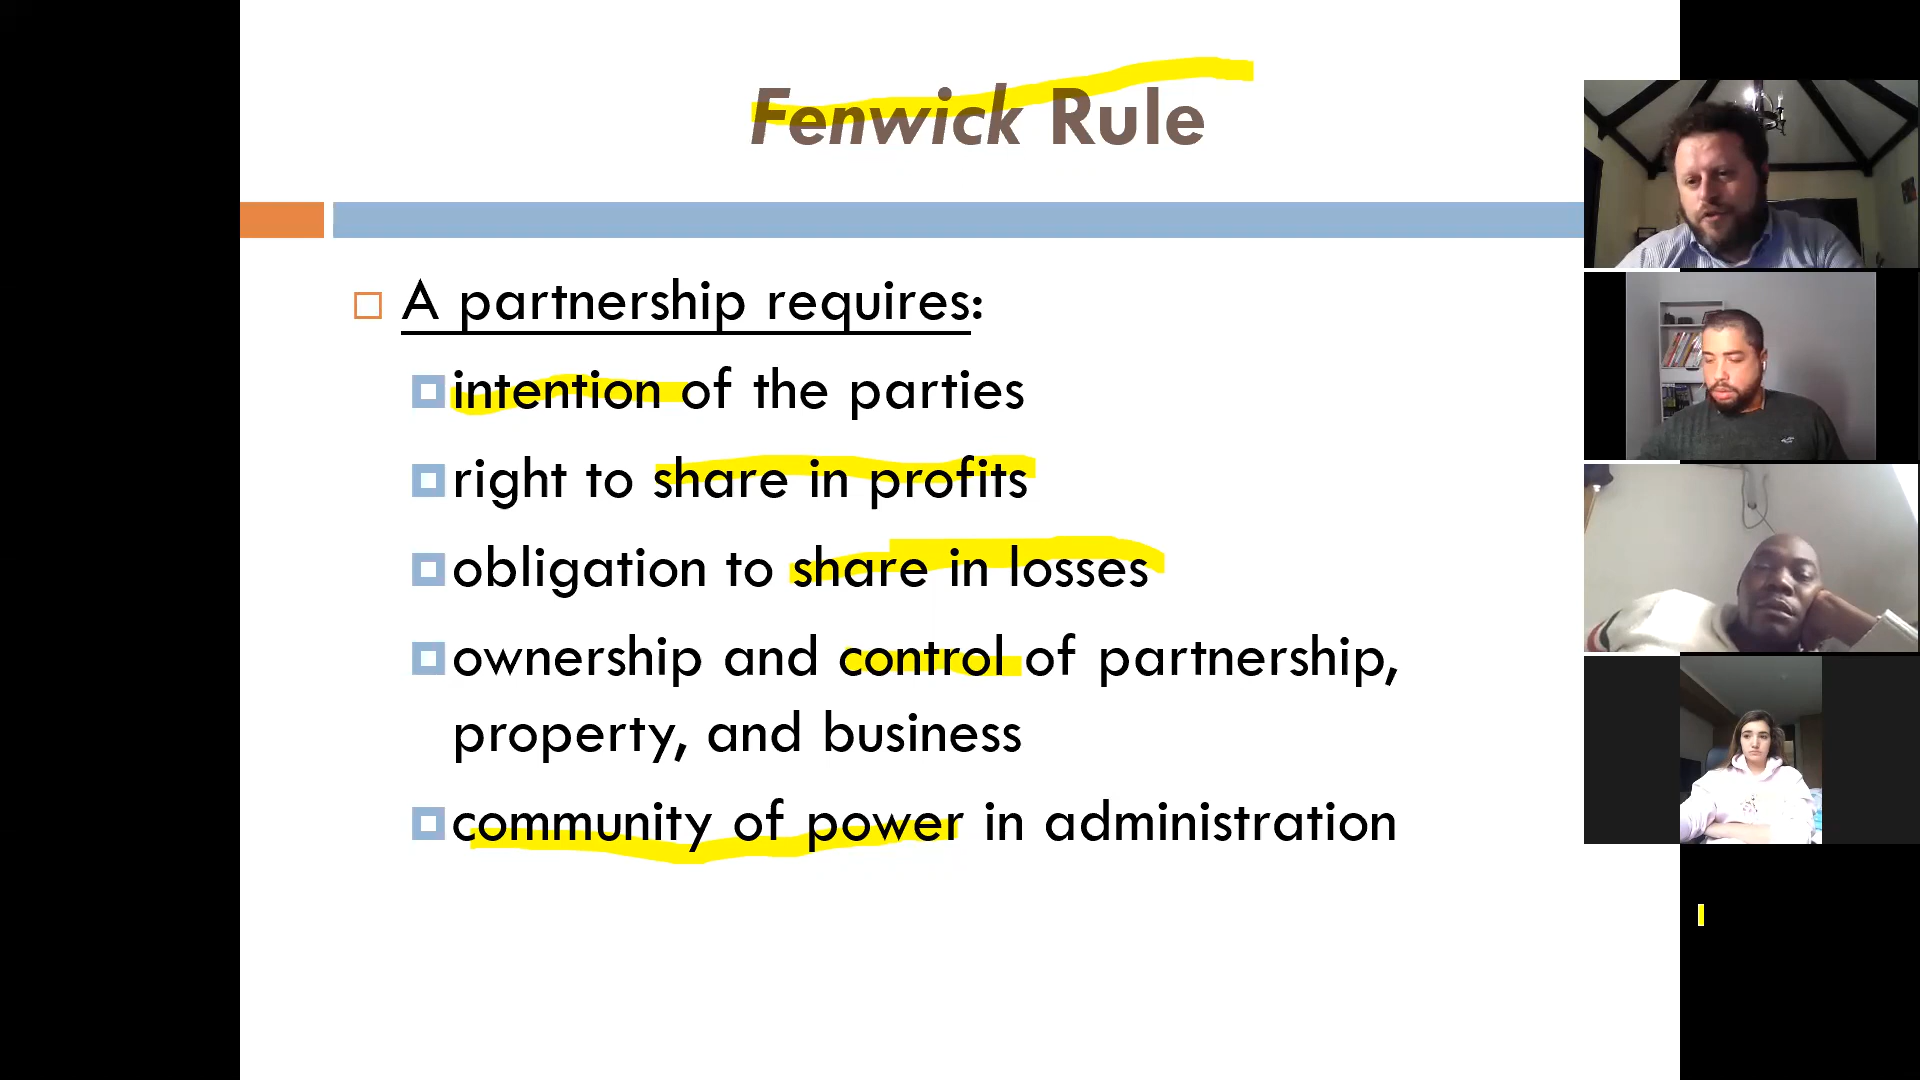 Fenwick Rule
A partnership requires:
intention of the parties
right to share in profits
obligation to share in losses
ownership and control of partnership,
property, and business
community of power in administration